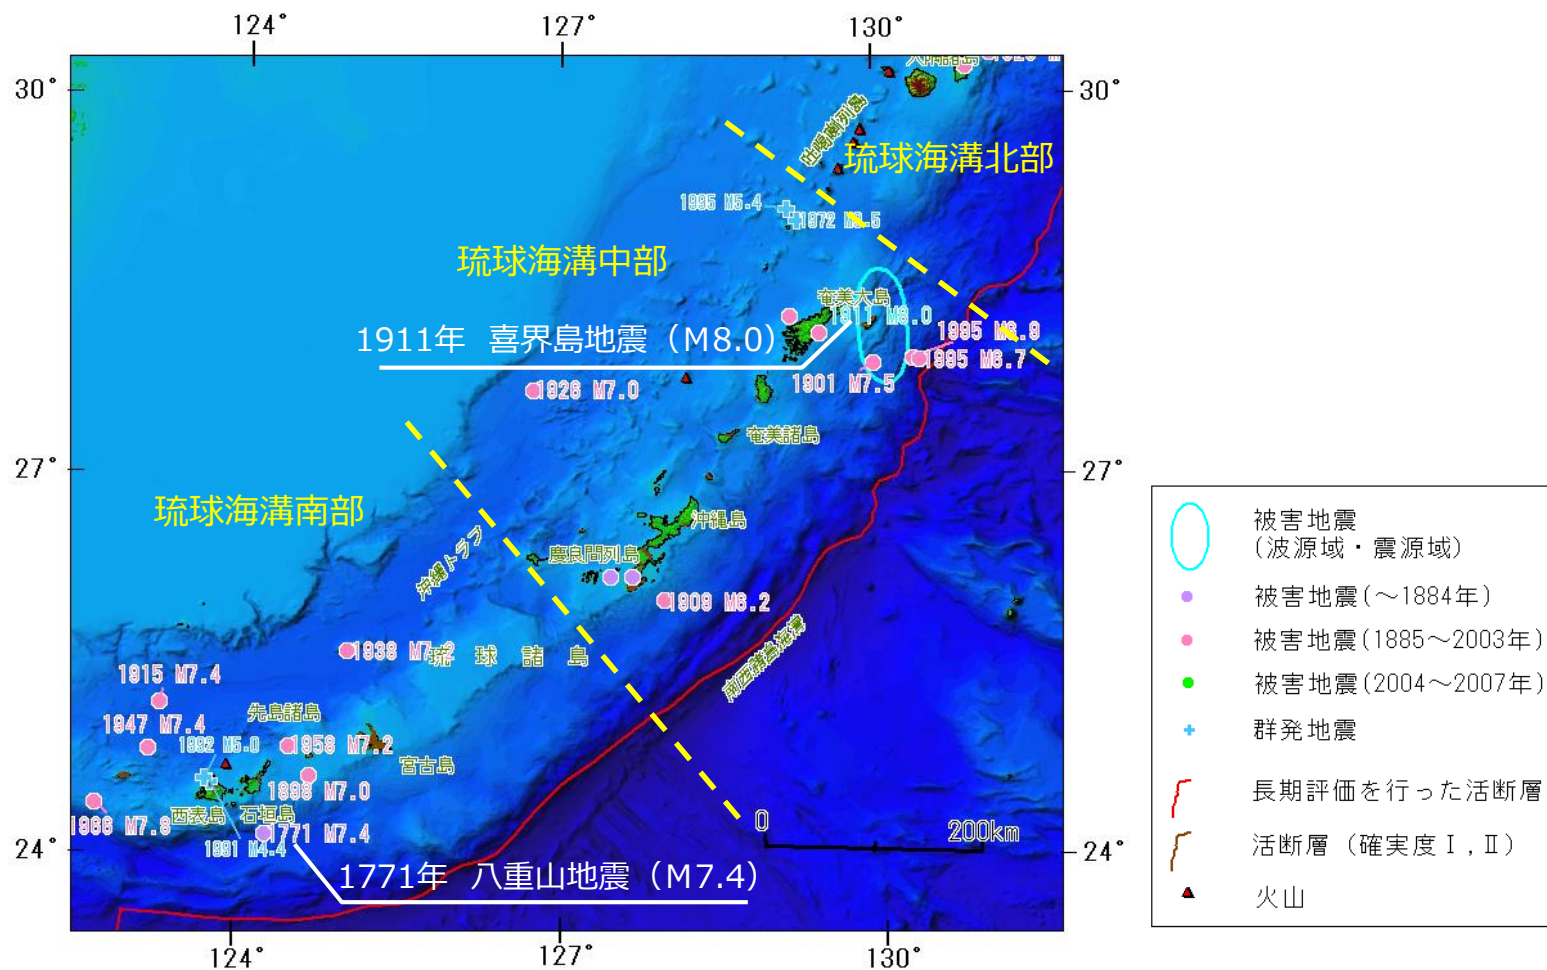 124°
127°
130°
30°
30°
吐噶喇列島
琉球海溝北部
1995 M5.4
1972 M5.5
琉球海溝中部
奄美大島
1911 M8.0
1911年 喜界島地震（M8.0）
1995 M6.9
1995 M6.7
1901 M7.5
1926 M7.0
奄美諸島
27°
27°
琉球海溝南部
沖縄島
沖縄トラフ
慶良間列島
1909 M6.2
1938 M7.2
琉球諸島
南西諸島海溝
1915 M7.4
先島諸島
1947 M7.4
1992 M5.0
1958 M7.2
宮古島
1898 M7.0
1966 M7.8
西表島
石垣島
1771 M7.4
1991 M4.4
0
200km
24°
24°
1771年 八重山地震（M7.4）
124°
127°
130°
被害地震
(波源域・震源域)
被害地震(～1884年)
被害地震(1885～2003年)
被害地震(2004～2007年)
群発地震
長期評価を行った活断層
活断層（確実度Ⅰ,Ⅱ）
火山